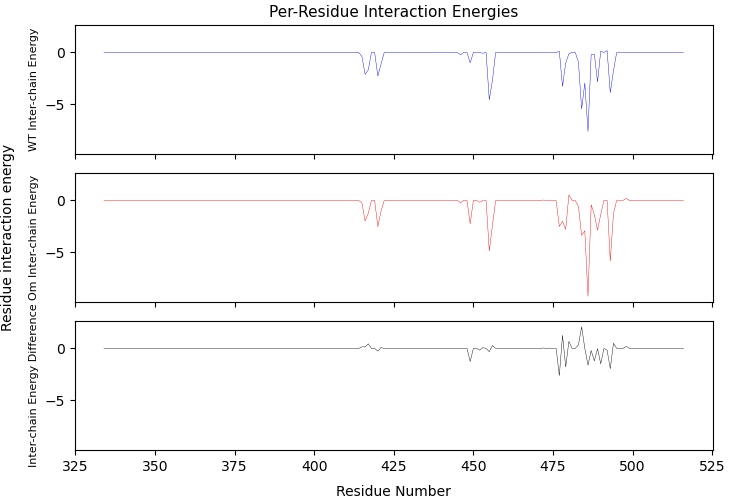 Per-Residue Interaction Energies
Residue interaction energy
WT Inter-chain Energy
0
−5
Om Inter-chain Energy
0
−5
Inter-chain Energy Difference
0
−5
325 350 375 400 425 450 475 500 525
Residue Number